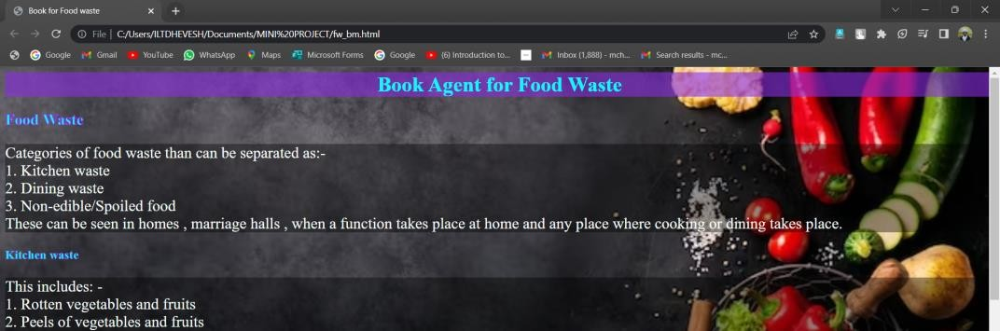 Book for Food waste
File | C:/Users/ILTDHEVESH/Documents/MINI%20PROJECT/fw_bm.html
Google Gmail YouTube WhatsApp Maps Microsoft Forms Google (6) Introduction to... Inbox (1,888) - mch... Search results - mc...
Book Agent for Food Waste
Food Waste
Categories of food waste than can be separated as:-
1. Kitchen waste
2. Dining waste
3. Non-edible/Spoiled food
These can be seen in homes , marriage halls , when a function takes place at home and any place where cooking or dining takes place.
Kitchen waste
This includes: -
1. Rotten vegetables and fruits
2. Peels of vegetables and fruits